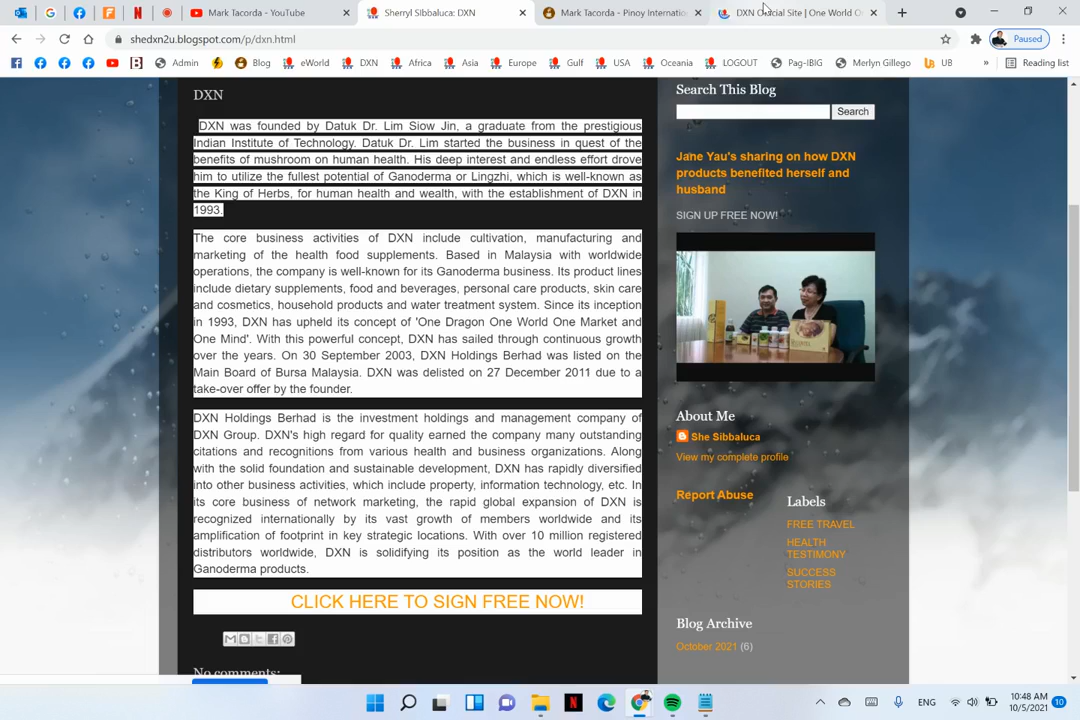 Mark Tacorda - YouTube
Sherryl SIbbaluca: DXN
Mark Tacorda - Pinoy Internatio
DXN Official Site | One World O
shedxn2u.blogspot.com/p/dxn.html
Paused
Admin
Blog
eWorld
DXN
Africa
Asia
Europe
Gulf
USA
Oceania
LOGOUT
Pag-IBIG
Merlyn Gillego
UB
»
Reading list
DXN
DXN was founded by Datuk Dr. Lim Siow Jin, a graduate from the prestigious
Indian Institute of Technology. Datuk Dr. Lim started the business in quest of the
benefits of mushroom on human health. His deep interest and endless effort drove
him to utilize the fullest potential of Ganoderma or Lingzhi, which is well-known as
the King of Herbs, for human health and wealth, with the establishment of DXN in
1993.
The core business activities of DXN include cultivation, manufacturing and
marketing of the health food supplements. Based in Malaysia with worldwide
operations, the company is well-known for its Ganoderma business. Its product lines
include dietary supplements, food and beverages, personal care products, skin care
and cosmetics, household products and water treatment system. Since its inception
in 1993, DXN has upheld its concept of 'One Dragon One World One Market and
One Mind'. With this powerful concept, DXN has sailed through continuous growth
over the years. On 30 September 2003, DXN Holdings Berhad was listed on the
Main Board of Bursa Malaysia. DXN was delisted on 27 December 2011 due to a
take-over offer by the founder.
DXN Holdings Berhad is the investment holdings and management company of
DXN Group. DXN's high regard for quality earned the company many outstanding
citations and recognitions from various health and business organizations. Along
with the solid foundation and sustainable development, DXN has rapidly diversified
into other business activities, which include property, information technology, etc. In
its core business of network marketing, the rapid global expansion of DXN is
recognized internationally by its vast growth of members worldwide and its
amplification of footprint in key strategic locations. With over 10 million registered
distributors worldwide, DXN is solidifying its position as the world leader in
Ganoderma products.
CLICK HERE TO SIGN FREE NOW!
No comments:
Search This Blog
Search
Jane Yau's sharing on how DXN
products benefited herself and
husband
SIGN UP FREE NOW!
About Me
She Sibbaluca
View my complete profile
Report Abuse
Labels
FREE TRAVEL
HEALTH
TESTIMONY
SUCCESS
STORIES
Blog Archive
October 2021 (6)
ENG
10:48 AM
10/5/2021
10